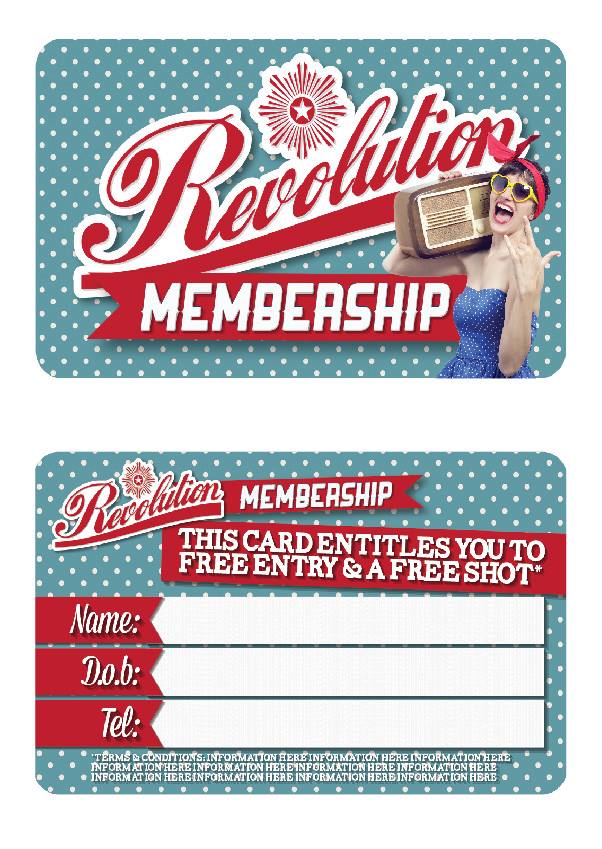 Revolution
MEMBERSHIP
Revolution MEMBERSHIP
THIS CARD ENTITLES YOU TO
FREE ENTRY & A FREE SHOT*
Name:
D.o.b:
Tel:
*TERMS & CONDITIONS: INFORMATION HERE INFORMATION HERE INFORMATION HERE
INFORMATION HERE INFORMATION HERE INFORMATION HERE INFORMATION HERE
INFORMATION HERE INFORMATION HERE INFORMATION HERE INFORMATION HERE